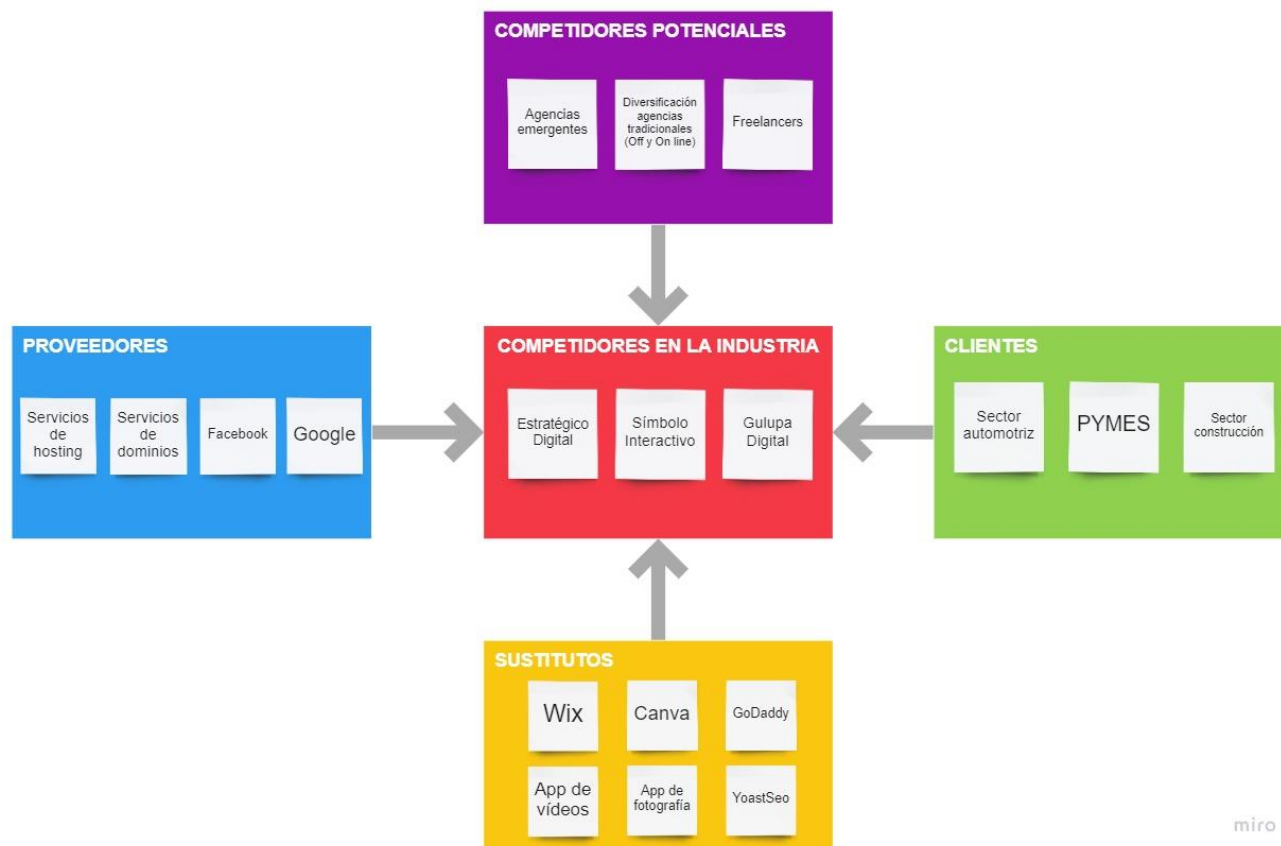 COMPETIDORES POTENCIALES
Agencias
emergentes
Diversificación
agencias
tradicionales
(Off y On line)
Freelancers
PROVEEDORES
Servicios
de
hosting
Servicios
de
dominios
Facebook
Google
COMPETIDORES EN LA INDUSTRIA
Estratégico
Digital
Símbolo
Interactivo
Gulupa
Digital
CLIENTES
Sector
automotriz
PYMES
Sector
construcción
SUSTITUTOS
Wix
Canva
GoDaddy
App de
vídeos
App de
fotografía
YoastSeo
miro